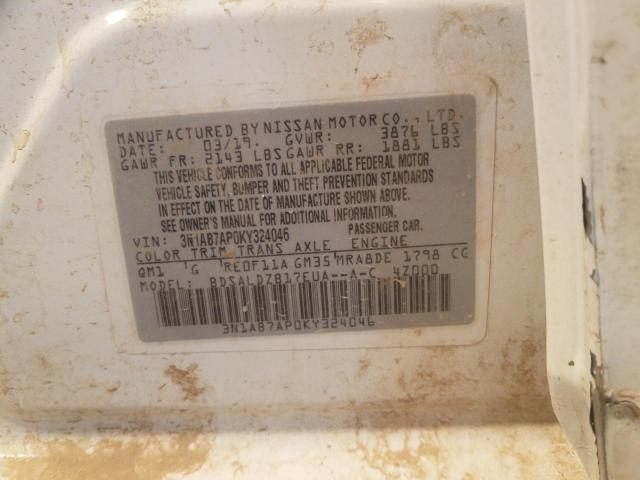 MANUFACTURED BY NISSAN MOTOR CO., LTD.
DATE: 03/19. GVWR: 3876 LBS
GAWR FR: 2143 LBS GAWR RR: 1881 LBS
THIS VEHICLE CONFORMS TO ALL APPLICABLE FEDERAL MOTOR
VEHICLE SAFETY, BUMPER AND THEFT PREVENTION STANDARDS
IN EFFECT ON THE DATE OF MANUFACTURE SHOWN ABOVE.
SEE OWNER'S MANUAL FOR ADDITIONAL INFORMATION.
VIN: 3N1AB7AP0KY324046 PASSENGER CAR.
COLOR TRIM TRANS AXLE ENGINE
QM1 G RE0F11A GM35 MRA8DE 1798 CC
MODEL: BDSALDZB17EUA--A-C 4Z000
3N1AB7AP0KY324046